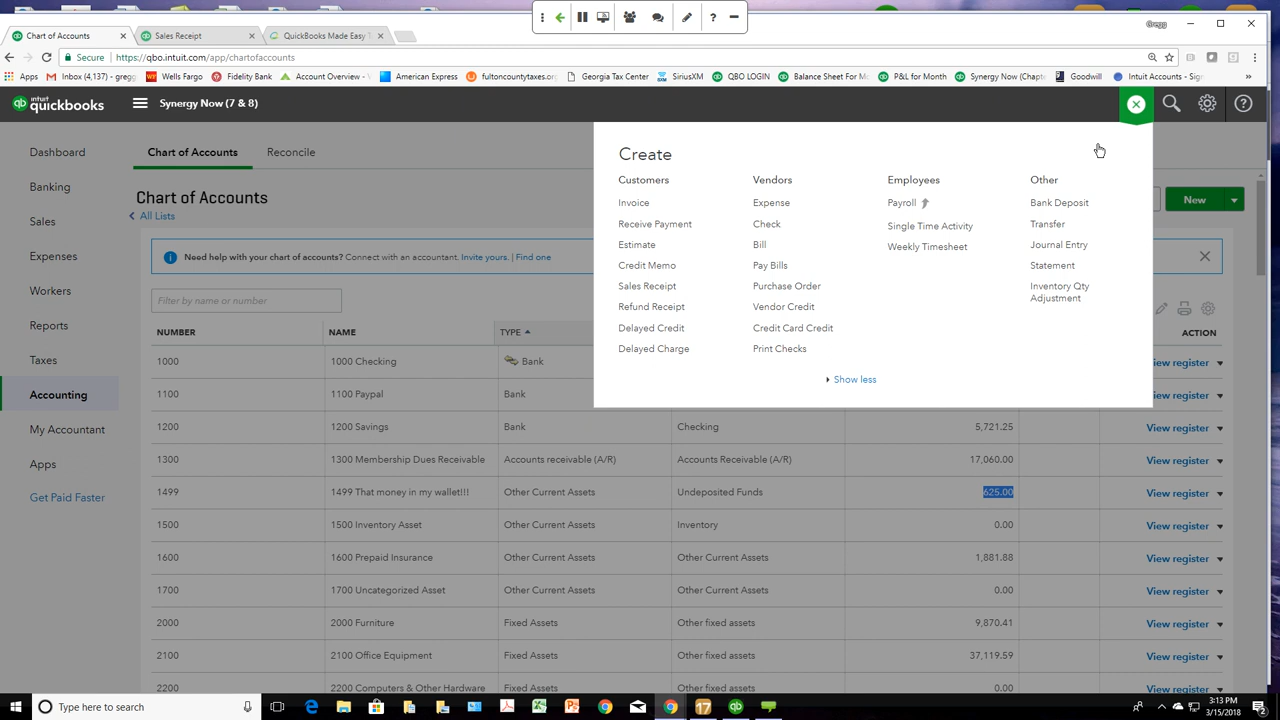 Gregg
Chart of Accounts
Sales Receipt
QuickBooks Made Easy T
Secure
https://qbo.intuit.com/app/chartofaccounts
Apps
Inbox (4,137) - gregg
Wells Fargo
Fidelity Bank
Account Overview - V
American Express
fultoncountytaxes.org
Georgia Tax Center
SiriusXM
QBO LOGIN
Balance Sheet For M
P&L for Month
Synergy Now (Chapte
Goodwill
Intuit Accounts - Sign
intuit
quickbooks
Synergy Now (7 & 8)
Dashboard
Banking
Sales
Expenses
Workers
Reports
Taxes
Accounting
My Accountant
Apps
Get Paid Faster
Chart of Accounts
Reconcile
Chart of Accounts
All Lists
New
Need help with your chart of accounts? Connect with an accountant. Invite yours. | Find one
Filter by name or number
Create
Customers
Invoice
Receive Payment
Estimate
Credit Memo
Sales Receipt
Refund Receipt
Delayed Credit
Delayed Charge
Vendors
Expense
Check
Bill
Pay Bills
Purchase Order
Vendor Credit
Credit Card Credit
Print Checks
Employees
Payroll
Single Time Activity
Weekly Timesheet
Other
Bank Deposit
Transfer
Journal Entry
Statement
Inventory Qty
Adjustment
Show less
NUMBER NAME TYPE ACTION
1000 1000 Checking Bank View register
1100 1100 Paypal Bank View register
1200 1200 Savings Bank Checking 5,721.25 View register
1300 1300 Membership Dues Receivable Accounts receivable (A/R) Accounts Receivable (A/R) 17,060.00 View register
1499 1499 That money in my wallet!!! Other Current Assets Undeposited Funds 625.00 View register
1500 1500 Inventory Asset Other Current Assets Inventory 0.00 View register
1600 1600 Prepaid Insurance Other Current Assets Other Current Assets 1,881.88 View register
1700 1700 Uncategorized Asset Other Current Assets Other Current Assets 0.00 View register
2000 2000 Furniture Fixed Assets Other fixed assets 9,870.41 View register
2100 2100 Office Equipment Fixed Assets Other fixed assets 37,119.59 View register
2200 2200 Computers & Other Hardware Fixed Assets Other fixed assets 0.00 View register
Type here to search
17
3:13 PM
3/15/2018
2